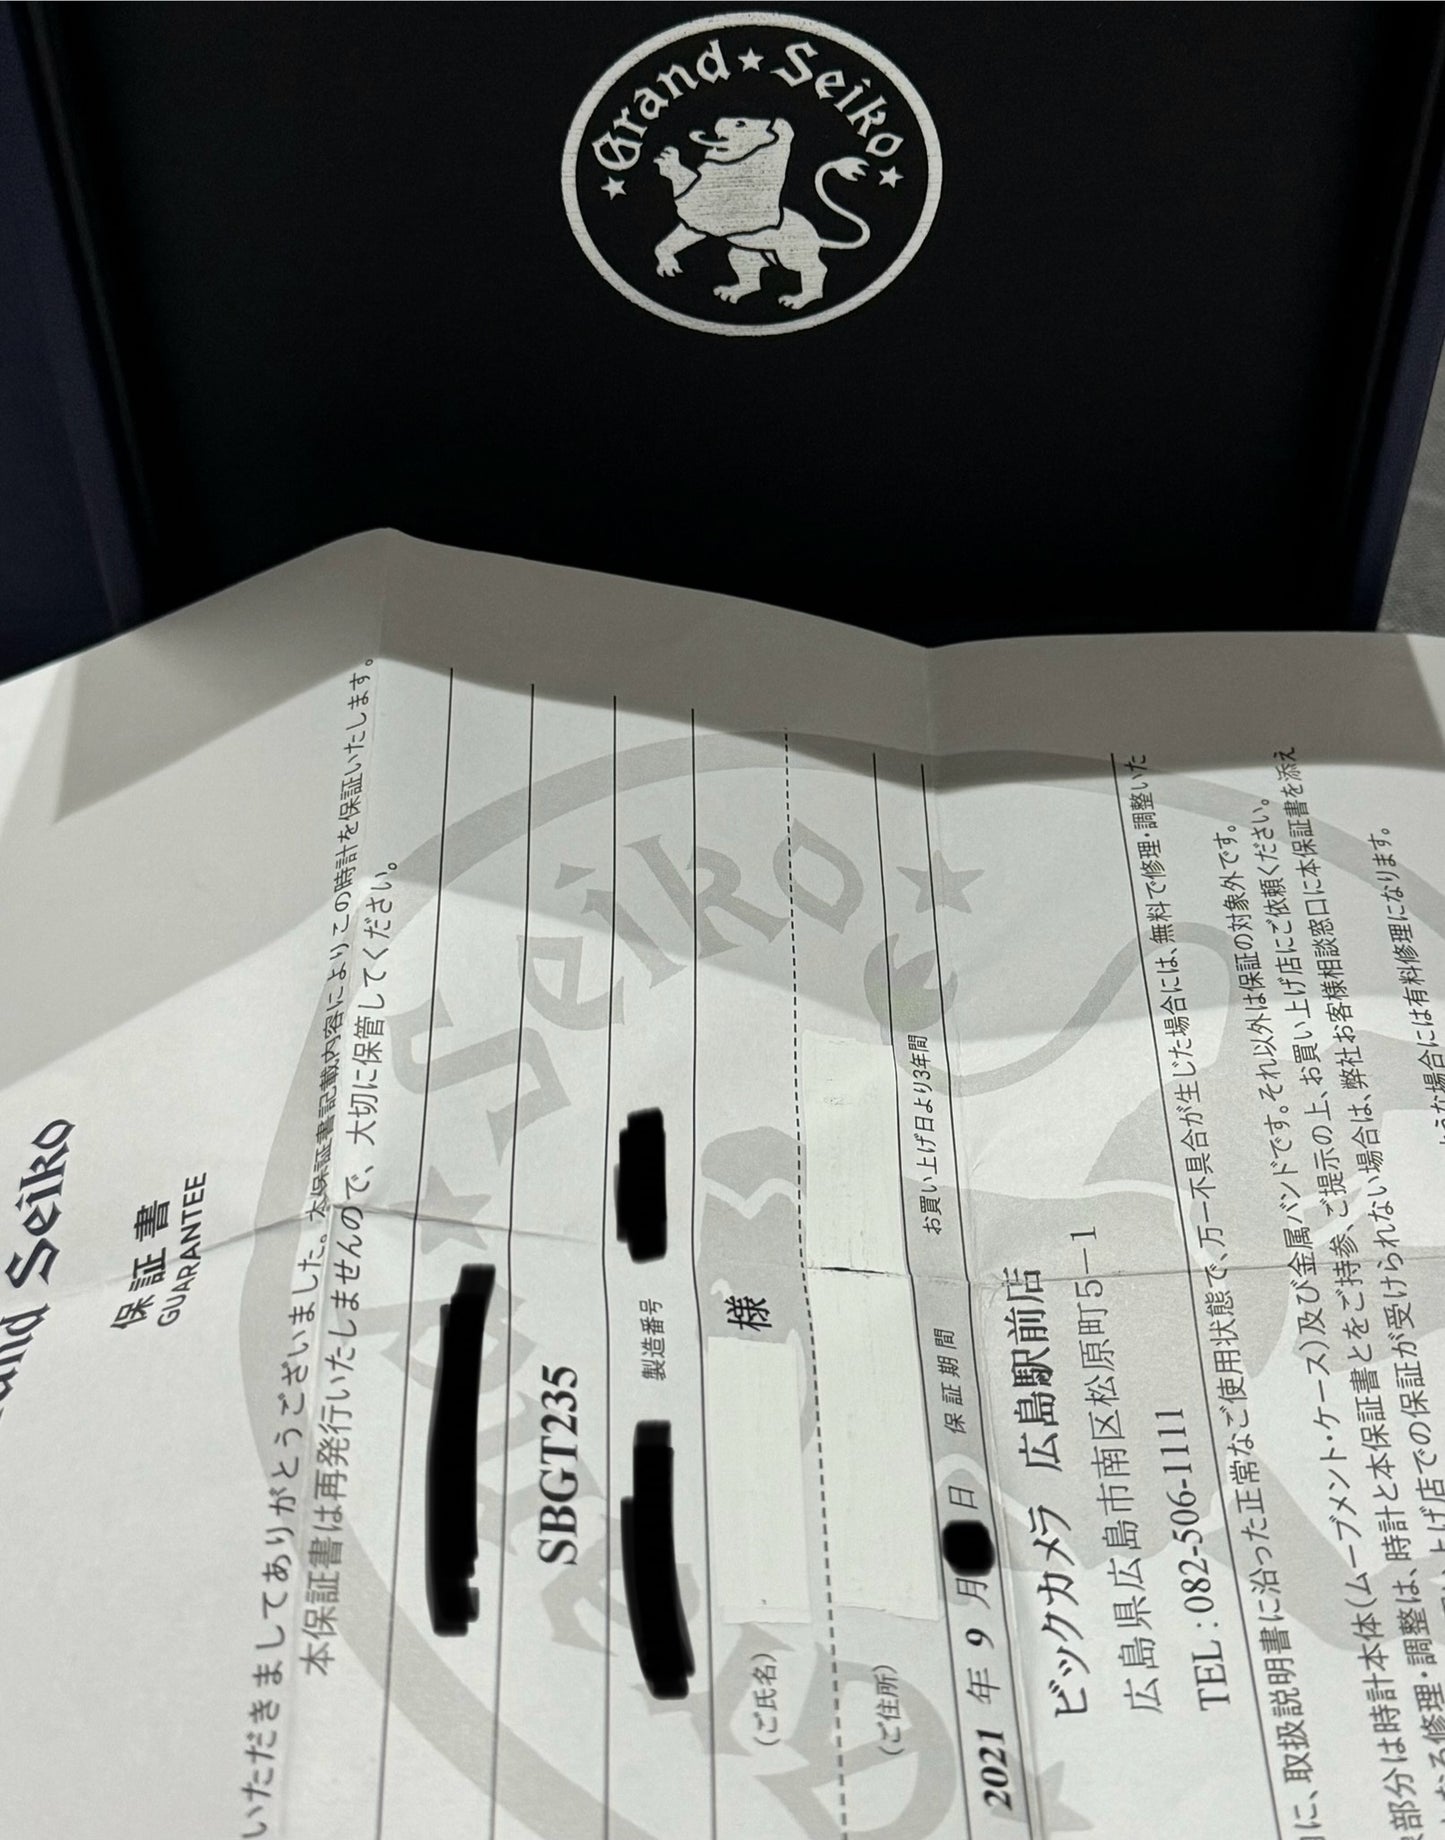 Grand Seiko
Seiko
保証書
GUARANTEE
いただきましてありがとうございました。本保証書記載内容によりこの時計を保証いたします。
本保証書は再発行いたしませんので、大切に保管してください。
SBGT235
製造番号
(ご氏名) 様
(ご住所)
2021 年 9 月 日 保証期間 お買い上げ日より3年間
ビックカメラ 広島駅前店
広島県広島市南区松原町5-1
TEL : 082-506-1111
に、取扱説明書に沿った正常なご使用状態で、万一不具合が生じた場合には、無料で修理・調整いた
部分は時計本体(ムーブメント・ケース)及び金属バンドです。それ以外は保証の対象外です。
なる修理・調整は、時計と本保証書とをご持参、ご提示の上、お買い上げ店にご依頼ください。
い上げ店での保証が受けられない場合は、弊社お客様相談窓口に本保証書を添え
ような場合には有料修理になります。